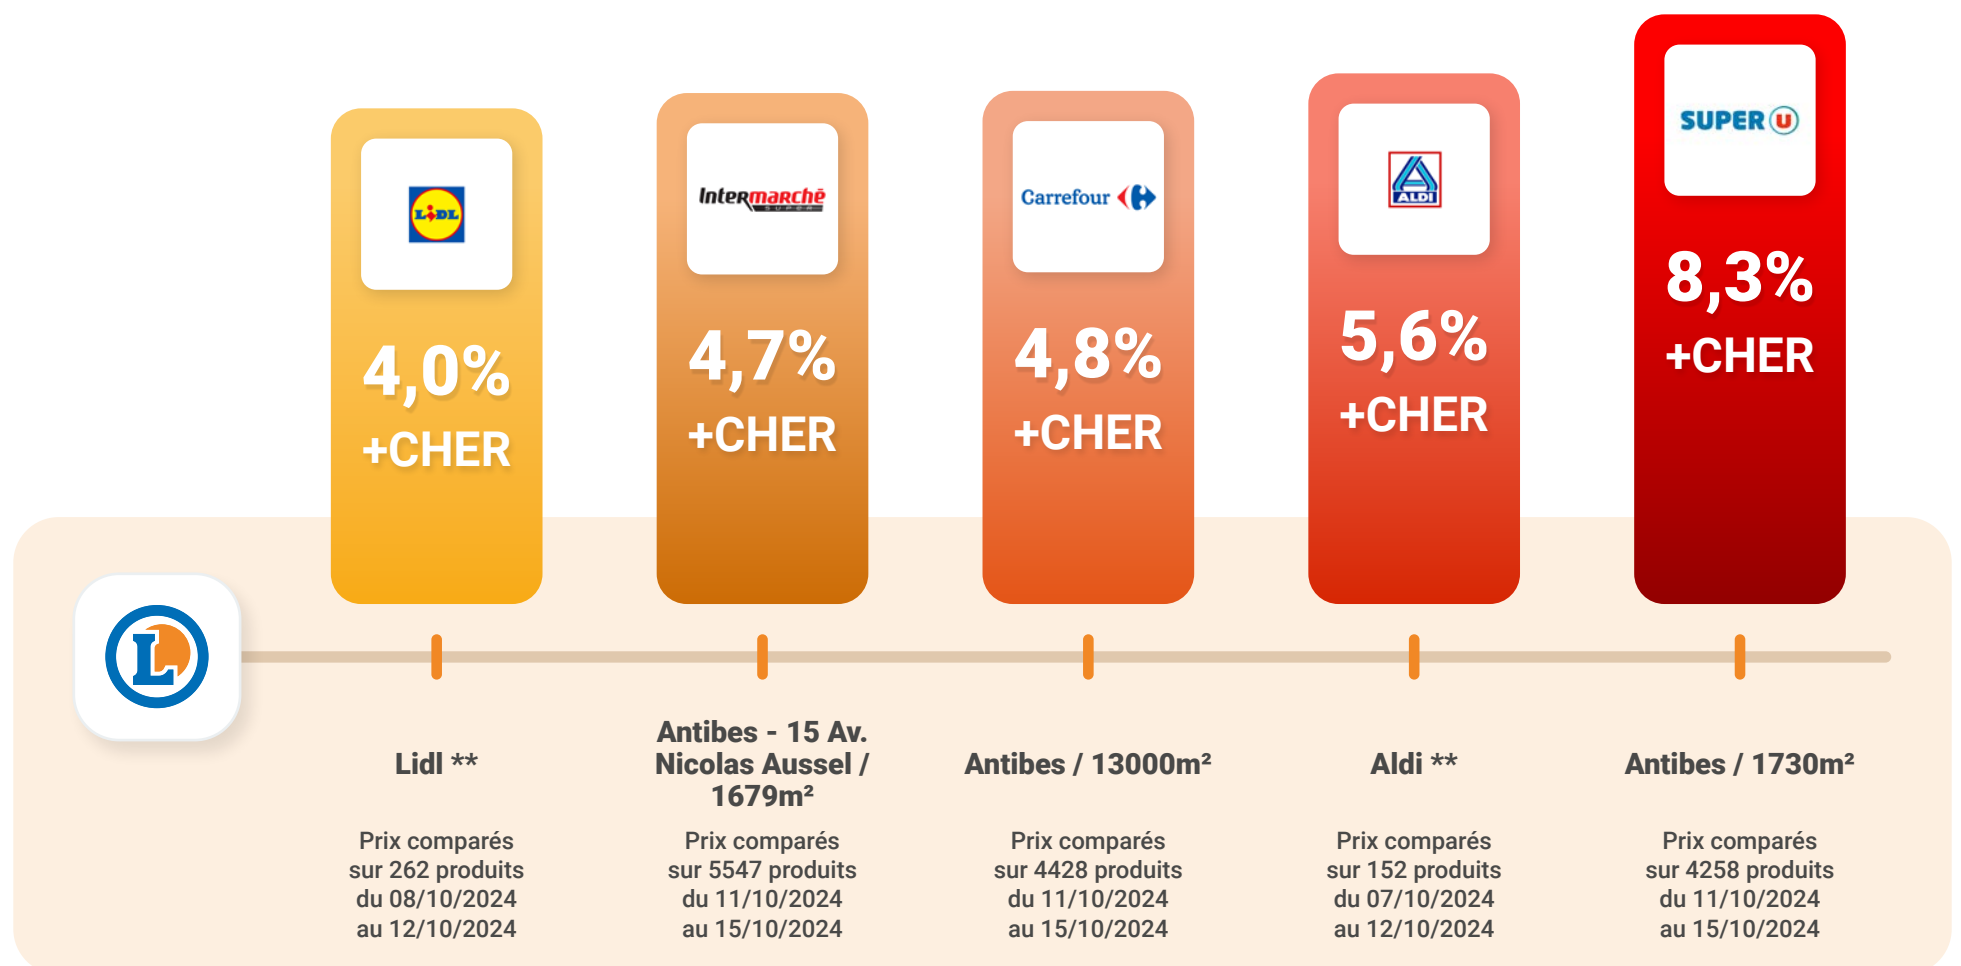 LIDL
4,0%
+CHER
Intermarché
SUPER
4,7%
+CHER
Carrefour
4,8%
+CHER
ALDI
5,6%
+CHER
SUPER U
8,3%
+CHER
L
Lidl **
Prix comparés
sur 262 produits
du 08/10/2024
au 12/10/2024
Antibes - 15 Av.
Nicolas Aussel /
1679m²
Prix comparés
sur 5547 produits
du 11/10/2024
au 15/10/2024
Antibes / 13000m²
Prix comparés
sur 4428 produits
du 11/10/2024
au 15/10/2024
Aldi **
Prix comparés
sur 152 produits
du 07/10/2024
au 12/10/2024
Antibes / 1730m²
Prix comparés
sur 4258 produits
du 11/10/2024
au 15/10/2024